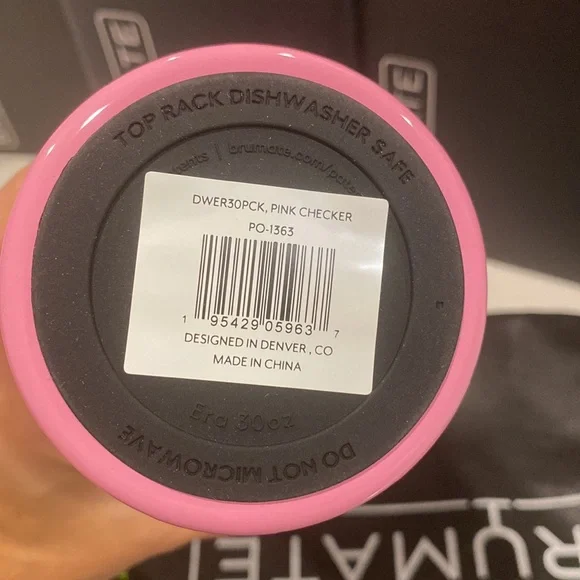 TOP RACK DISHWASHER SAFE
brumate.com/pate
DWER30PCK, PINK CHECKER
PO-1363
1 95429 05963 7
DESIGNED IN DENVER , CO
MADE IN CHINA
Era 30oz
DO NOT MICROWAVE
RUMATE